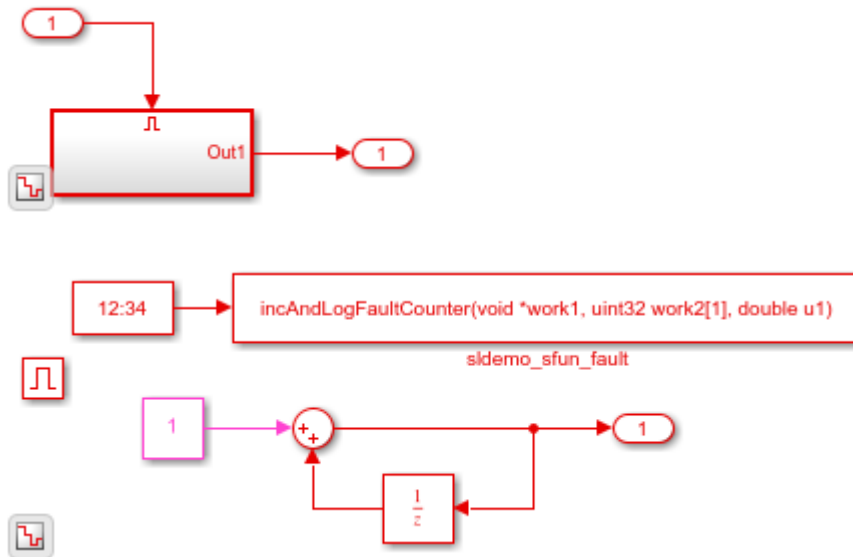 1
Out1
1
12:34
incAndLogFaultCounter(void *work1, uint32 work2[1], double u1)
sldemo_sfun_fault
1
+
+
1
1
z